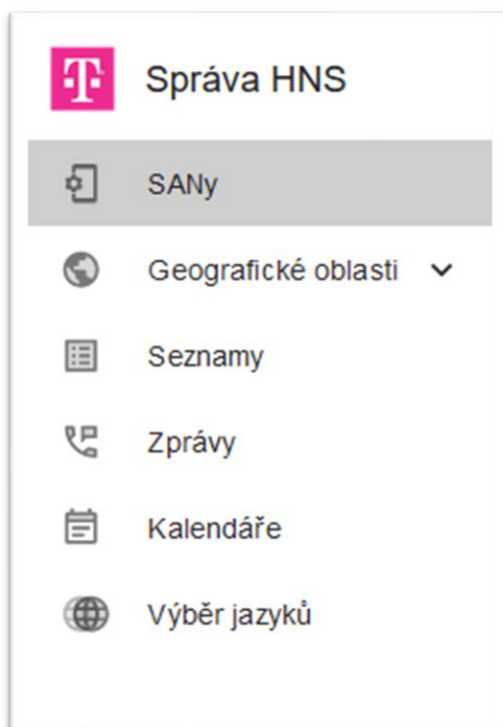 Správa HNS
SANy
Geografické oblasti
Seznamy
Zprávy
Kalendáře
Výběr jazyků